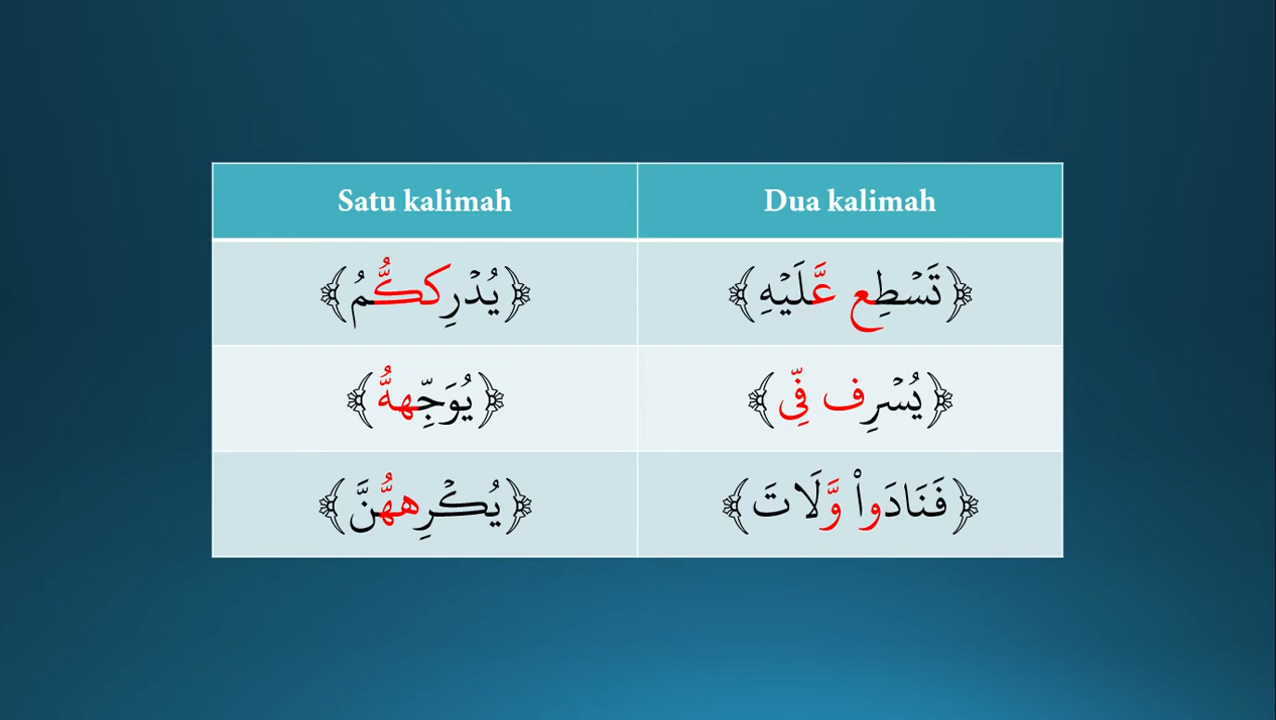 Satu kalimah
Dua kalimah
﴿يُدْرِككُّمُ﴾
﴿تَسْطِع عَّلَيْهِ﴾
﴿يُوَجِّههُّ﴾
﴿يُسْرِف فِّى﴾
﴿يُكْرِههُّنَّ﴾
﴿فَنَادَوا۟ وَّلَاتَ﴾